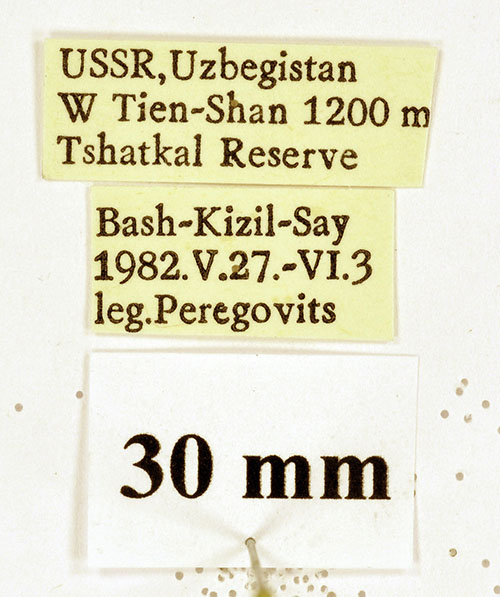 USSR,Uzbegistan
W Tien-Shan 1200 m
Tshatkal Reserve
Bash-Kizil-Say
1982.V.27.-VI.3
leg.Peregovits
30 mm